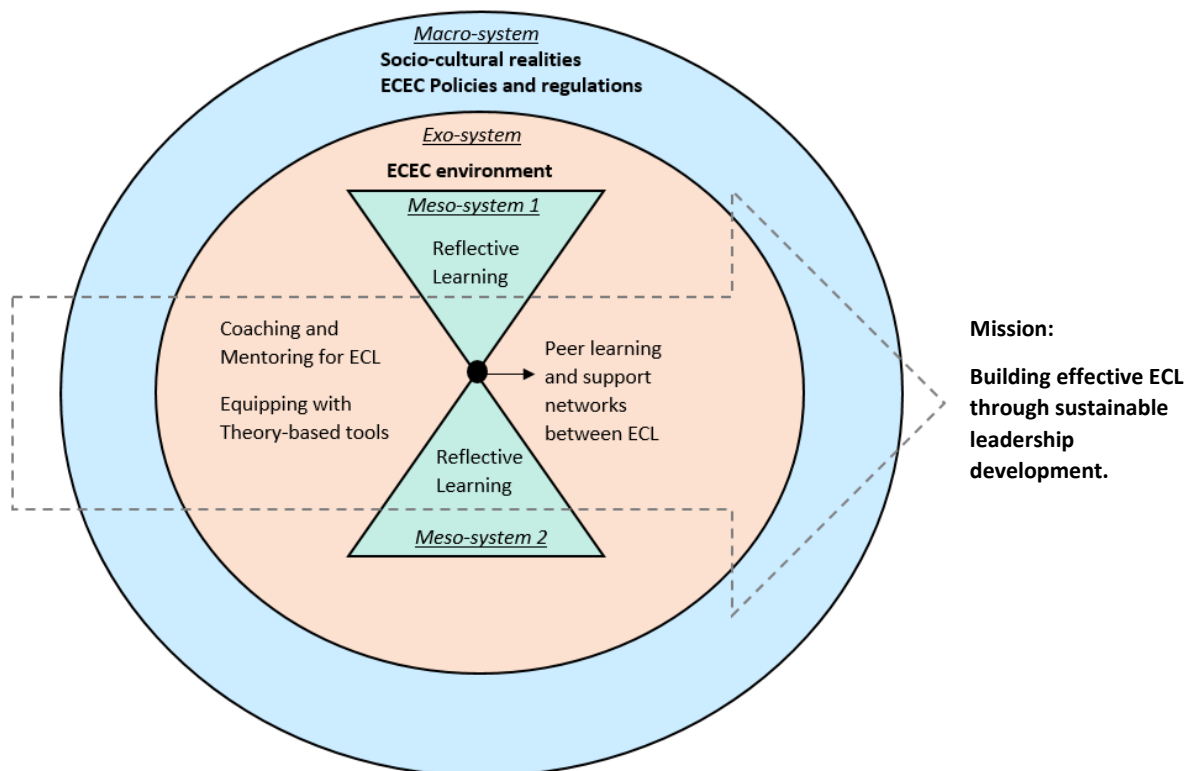 Macro-system
Socio-cultural realities
ECEC Policies and regulations
Exo-system
ECEC environment
Meso-system 1
Reflective
Learning
Coaching and
Mentoring for ECL
Equipping with
Theory-based tools
Peer learning
and support
networks
between ECL
Reflective
Learning
Meso-system 2
Mission:
Building effective ECL
through sustainable
leadership
development.